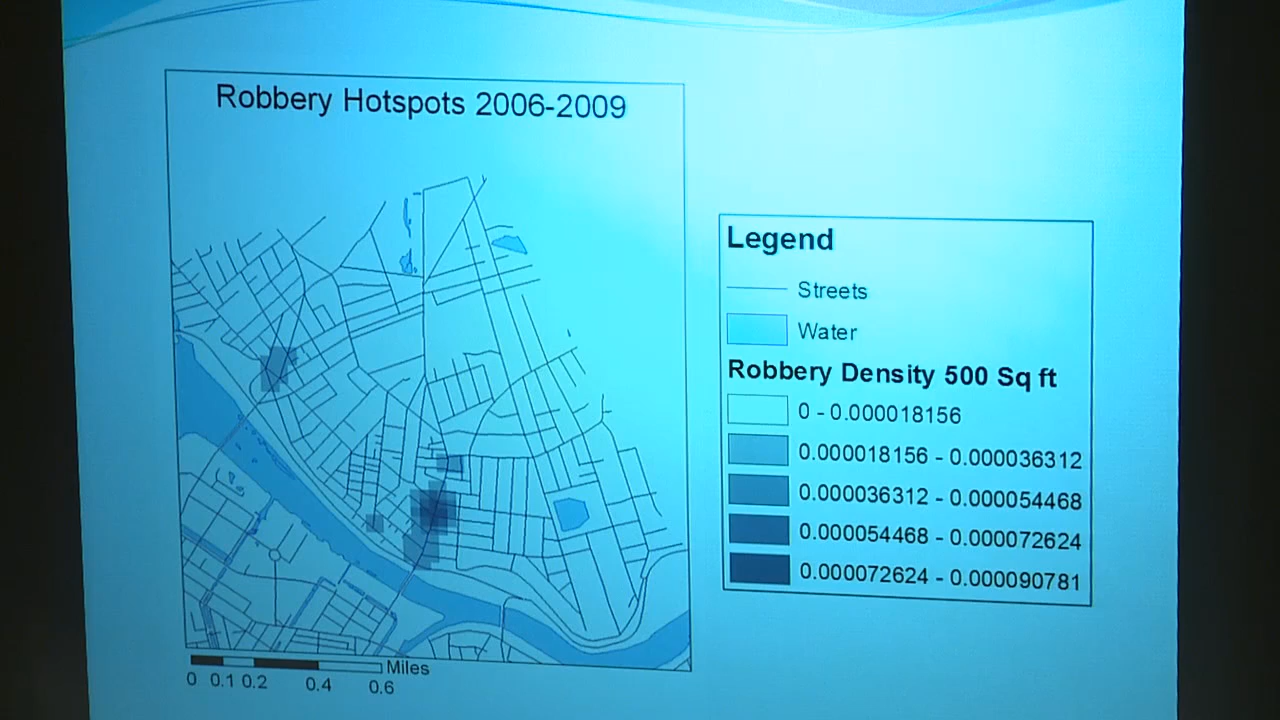 Robbery Hotspots 2006-2009
Legend
Streets
Water
Robbery Density 500 Sq ft
0 - 0.000018156
0.000018156 - 0.000036312
0.000036312 - 0.000054468
0.000054468 - 0.000072624
0.000072624 - 0.000090781
Miles
0 0.1 0.2 0.4 0.6